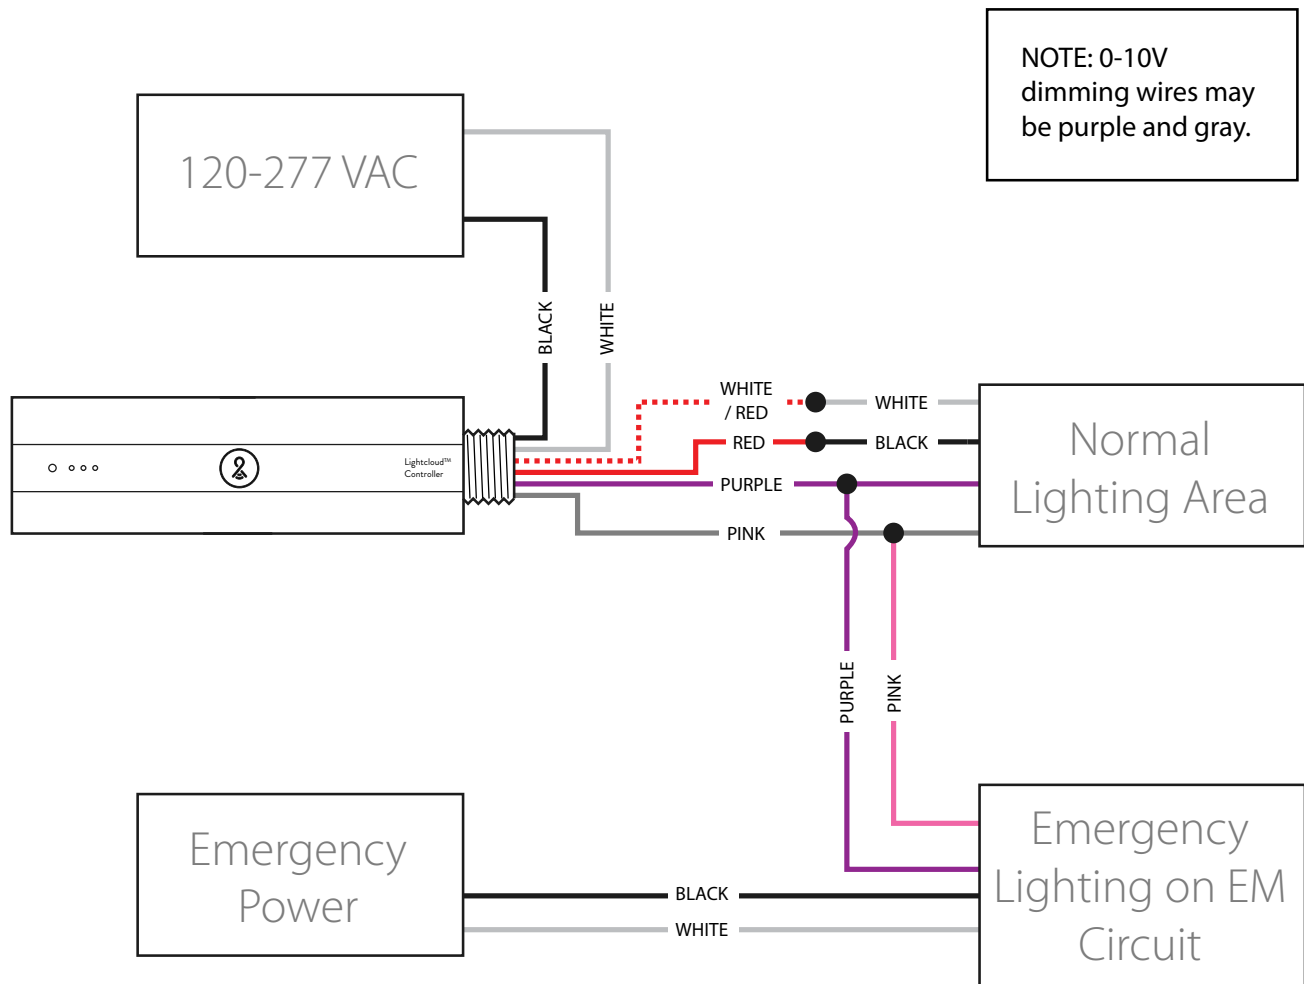 NOTE: 0-10V
dimming wires may
be purple and gray.
120-277 VAC
BLACK
WHITE
WHITE
/ RED
WHITE
RED
BLACK
PURPLE
PINK
Normal
Lighting Area
Lightcloud™
Controller
PURPLE
PINK
Emergency
Power
BLACK
WHITE
Emergency
Lighting on EM
Circuit